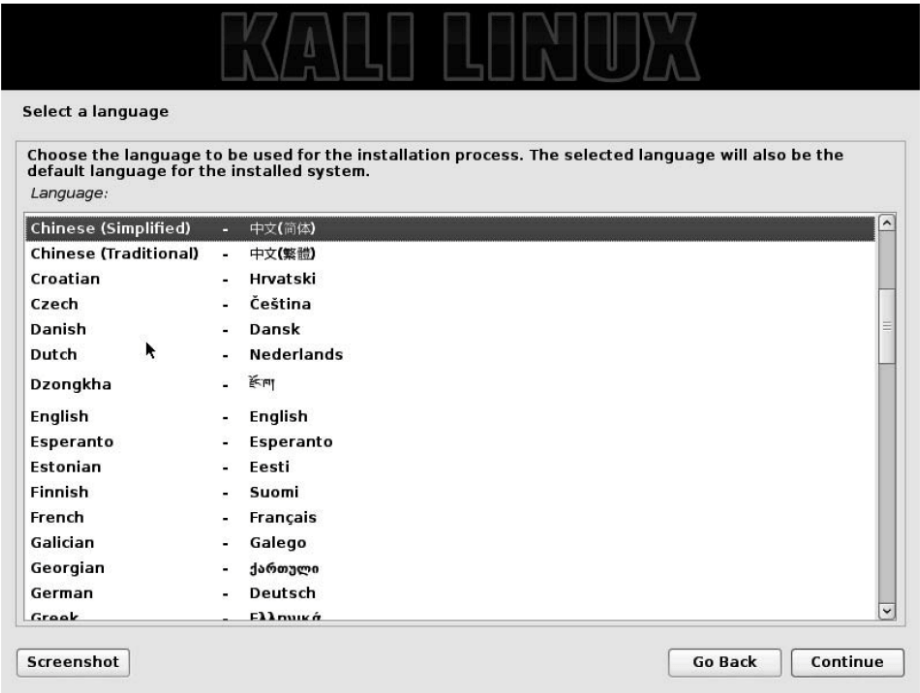 KALI LINUX
Select a language
Choose the language to be used for the installation process. The selected language will also be the
default language for the installed system.
Language:
Chinese (Simplified) - 中文(简体)
Chinese (Traditional) - 中文(繁體)
Croatian - Hrvatski
Czech - Čeština
Danish - Dansk
Dutch - Nederlands
Dzongkha - རྫོང་ཁ།
English - English
Esperanto - Esperanto
Estonian - Eesti
Finnish - Suomi
French - Français
Galician - Galego
Georgian - ქართული
German - Deutsch
Greek - Ελληνικά
Screenshot Go Back Continue